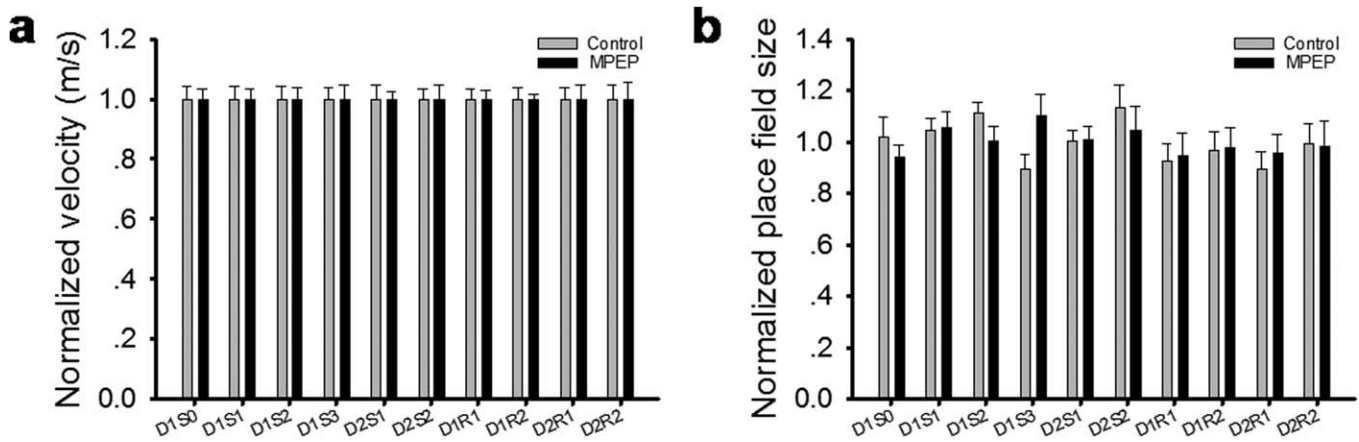 a
Normalized velocity (m/s)
1.2
1.0
.8
.6
.4
.2
0.0
Control
MPEP
D1S0 D1S1 D1S2 D1S3 D2S1 D2S2 D1R1 D1R2 D2R1 D2R2
b
Normalized place field size
1.4
1.2
1.0
0.8
0.6
.4
.2
0.0
Control
MPEP
D1S0 D1S1 D1S2 D1S3 D2S1 D2S2 D1R1 D1R2 D2R1 D2R2